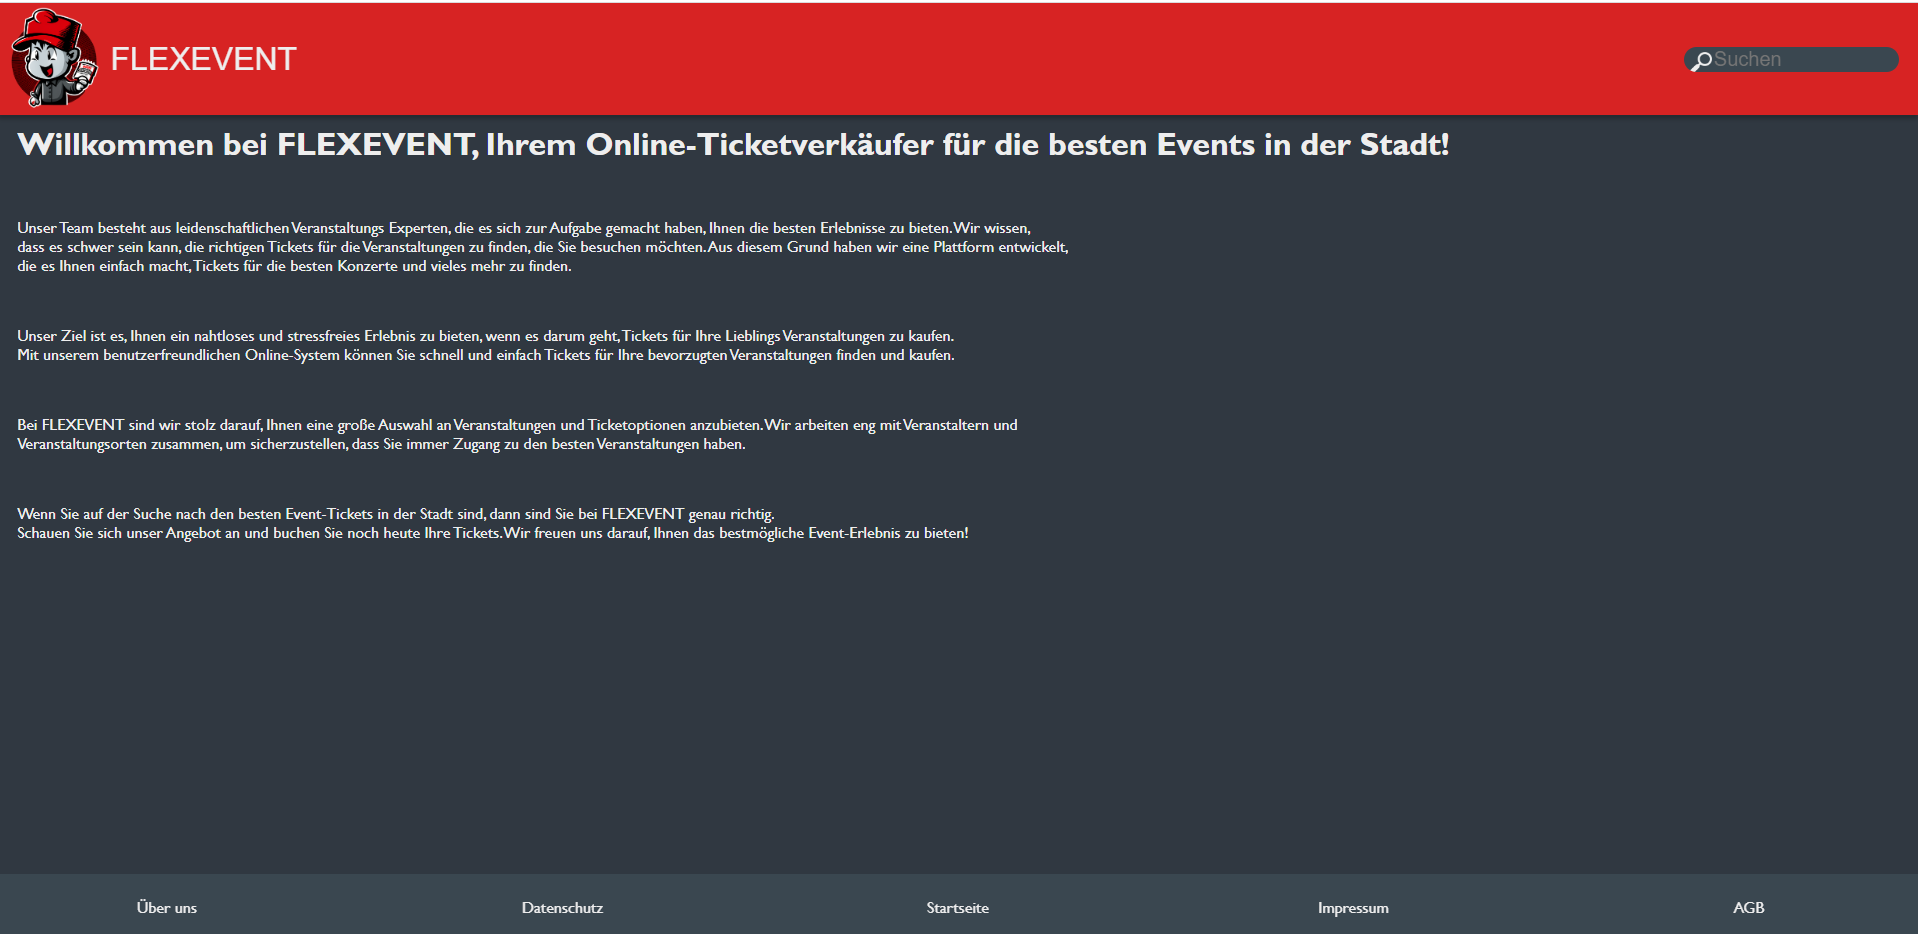 FLEXEVENT
Suchen
Willkommen bei FLEXEVENT, Ihrem Online-Ticketverkäufer für die besten Events in der Stadt!
Unser Team besteht aus leidenschaftlichen Veranstaltungs Experten, die es sich zur Aufgabe gemacht haben, Ihnen die besten Erlebnisse zu bieten. Wir wissen,
dass es schwer sein kann, die richtigen Tickets für die Veranstaltungen zu finden, die Sie besuchen möchten. Aus diesem Grund haben wir eine Plattform entwickelt,
die es Ihnen einfach macht, Tickets für die besten Konzerte und vieles mehr zu finden.
Unser Ziel ist es, Ihnen ein nahtloses und stressfreies Erlebnis zu bieten, wenn es darum geht, Tickets für Ihre Lieblings Veranstaltungen zu kaufen.
Mit unserem benutzerfreundlichen Online-System können Sie schnell und einfach Tickets für Ihre bevorzugten Veranstaltungen finden und kaufen.
Bei FLEXEVENT sind wir stolz darauf, Ihnen eine große Auswahl an Veranstaltungen und Ticketoptionen anzubieten. Wir arbeiten eng mit Veranstaltern und
Veranstaltungsorten zusammen, um sicherzustellen, dass Sie immer Zugang zu den besten Veranstaltungen haben.
Wenn Sie auf der Suche nach den besten Event-Tickets in der Stadt sind, dann sind Sie bei FLEXEVENT genau richtig.
Schauen Sie sich unser Angebot an und buchen Sie noch heute Ihre Tickets. Wir freuen uns darauf, Ihnen das bestmögliche Event-Erlebnis zu bieten!
Über uns
Datenschutz
Startseite
Impressum
AGB